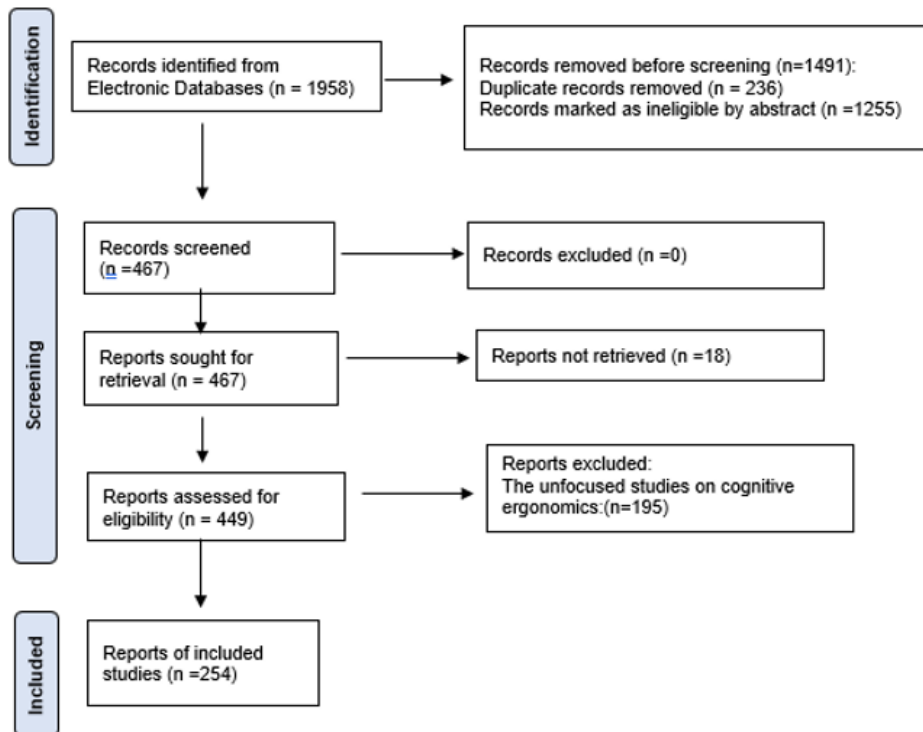 Identification
Records identified from
Electronic Databases (n = 1958)
Records removed before screening (n=1491):
Duplicate records removed (n = 236)
Records marked as ineligible by abstract (n =1255)
Screening
Records screened
(n =467)
Records excluded (n =0)
Reports sought for
retrieval (n = 467)
Reports not retrieved (n =18)
Reports assessed for
eligibility (n = 449)
Reports excluded:
The unfocused studies on cognitive
ergonomics:(n=195)
Included
Reports of included
studies (n =254)